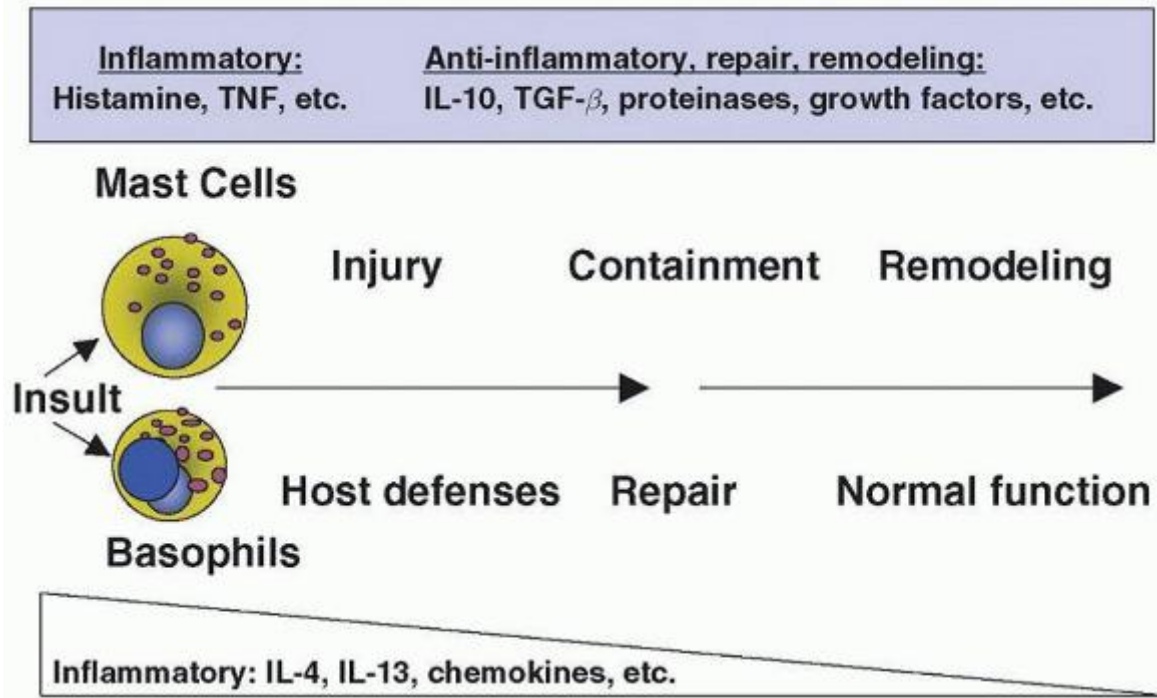 Inflammatory:
Histamine, TNF, etc.
Anti-inflammatory, repair, remodeling:
IL-10, TGF-β, proteinases, growth factors, etc.
Mast Cells
Injury
Containment
Remodeling
Insult
Host defenses
Repair
Normal function
Basophils
Inflammatory: IL-4, IL-13, chemokines, etc.